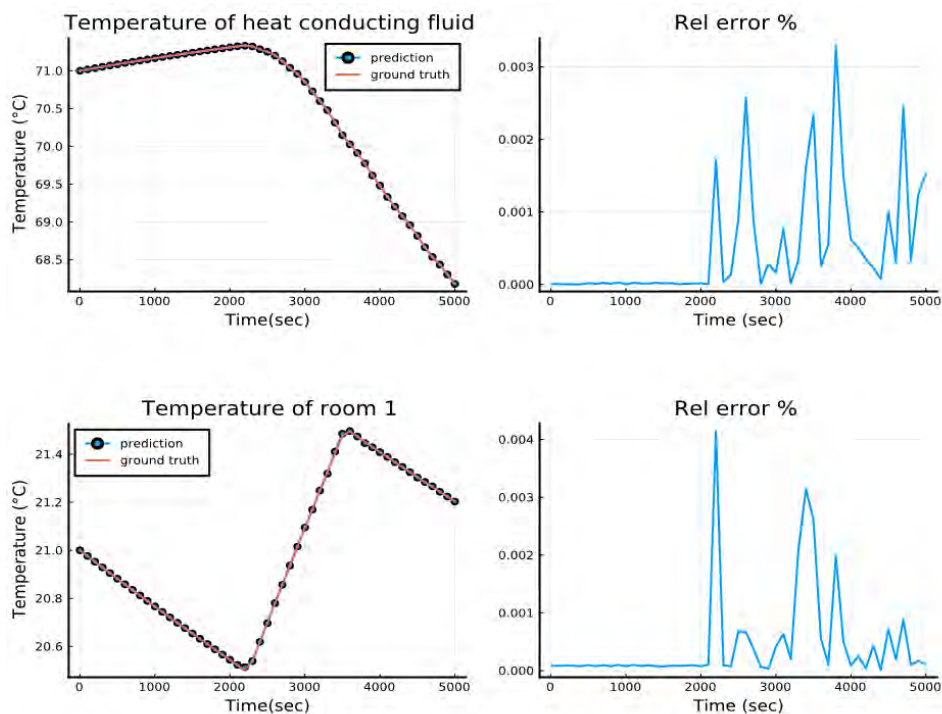 Temperature of heat conducting fluid
71.0
70.5
70.0
69.5
69.0
68.5
Temperature (°C)
prediction
ground truth
0 1000 2000 3000 4000 5000
Time(sec)
Rel error %
0.003
0.002
0.001
0.000
0 1000 2000 3000 4000 5000
Time (sec)
Temperature of room 1
21.4
21.2
21.0
20.8
20.6
Temperature (°C)
prediction
ground truth
0 1000 2000 3000 4000 5000
Time(sec)
Rel error %
0.004
0.003
0.002
0.001
0.000
0 1000 2000 3000 4000 5000
Time (sec)